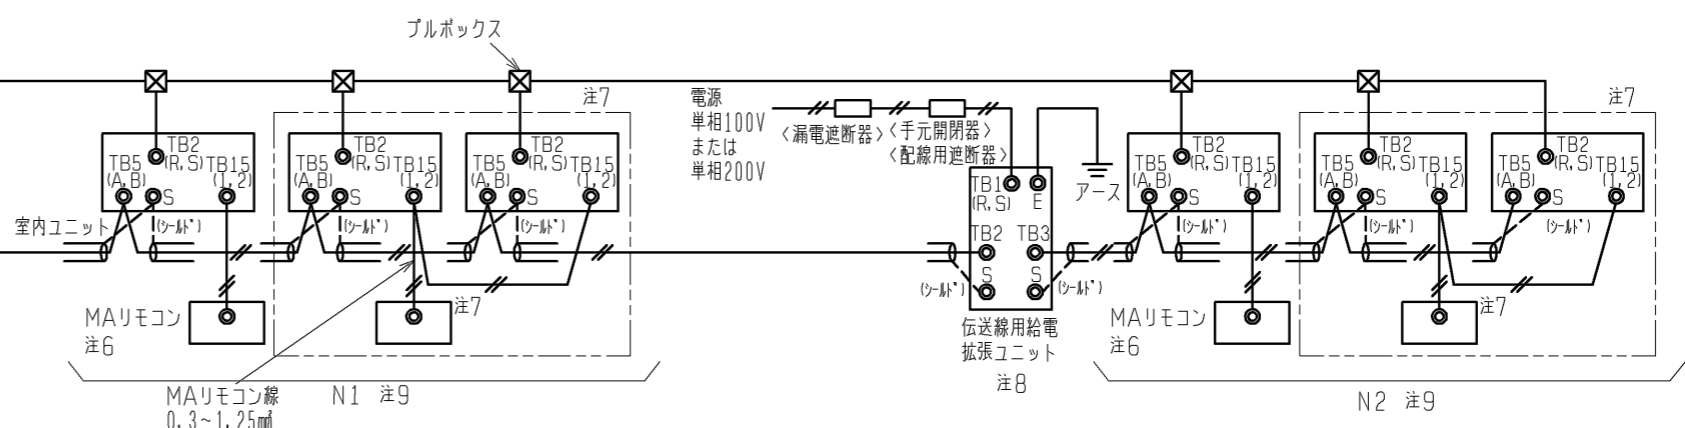 プルボックス
注7
TB2
(R,S)
TB5
(A,B)
S
TB15
(1,2)
(シールド)
室内ユニット
TB2
(R,S)
TB5
(A,B)
S
TB15
(1,2)
(シールド)
TB2
(R,S)
TB5
(A,B)
S
TB15
(1,2)
(シールド)
MAリモコン
注6
注7
MAリモコン線
0.3~1.25㎟
N1 注9
電源
単相100V
または
単相200V
<漏電遮断器>
<手元開閉器>
<配線用遮断器>
アース
TB1
(R,S)
E
TB2
TB3
S
S
(シールド)
(シールド)
伝送線用給電
拡張ユニット
注8
注7
TB2
(R,S)
TB5
(A,B)
S
TB15
(1,2)
(シールド)
TB2
(R,S)
TB5
(A,B)
S
TB15
(1,2)
(シールド)
TB2
(R,S)
TB5
(A,B)
S
TB15
(1,2)
(シールド)
MAリモコン
注6
注7
N2 注9